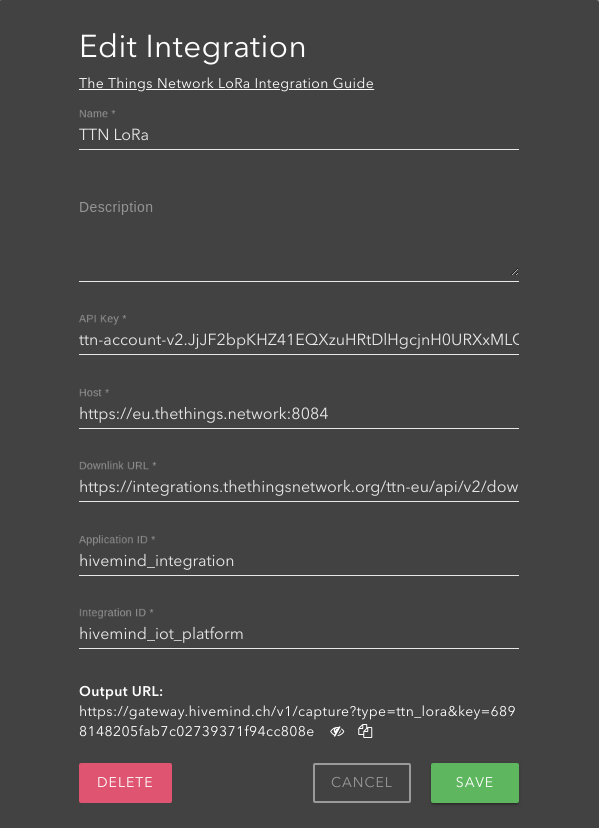 Edit Integration
The Things Network LoRa Integration Guide
Name *
TTN LoRa
Description
API Key *
ttn-account-v2.JjJF2bpKHZ41EQXzuHRtDlHgcjnH0URXxMLC
Host *
https://eu.thethings.network:8084
Downlink URL *
https://integrations.thethingsnetwork.org/ttn-eu/api/v2/dow
Application ID *
hivemind_integration
Integration ID *
hivemind_iot_platform
Output URL:
https://gateway.hivemind.ch/v1/capture?type=ttn_lora&key=689
8148205fab7c02739371f94cc808e
DELETE
CANCEL
SAVE